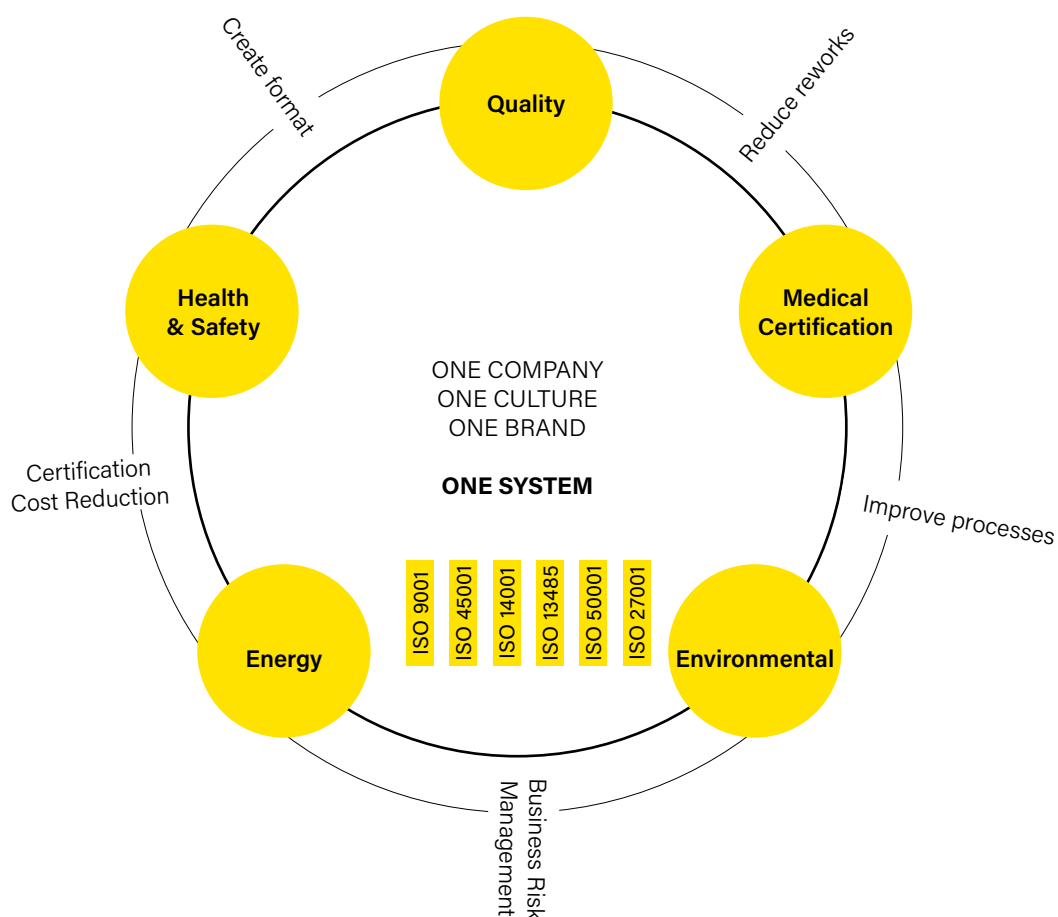 Create format
Quality
Reduce reworks
Health
& Safety
Medical
Certification
ONE COMPANY
ONE CULTURE
ONE BRAND
ONE SYSTEM
Certification
Cost Reduction
Improve processes
ISO 9001
ISO 45001
ISO 14001
ISO 13485
ISO 50001
ISO 27001
Energy
Environmental
Business Risk
Management